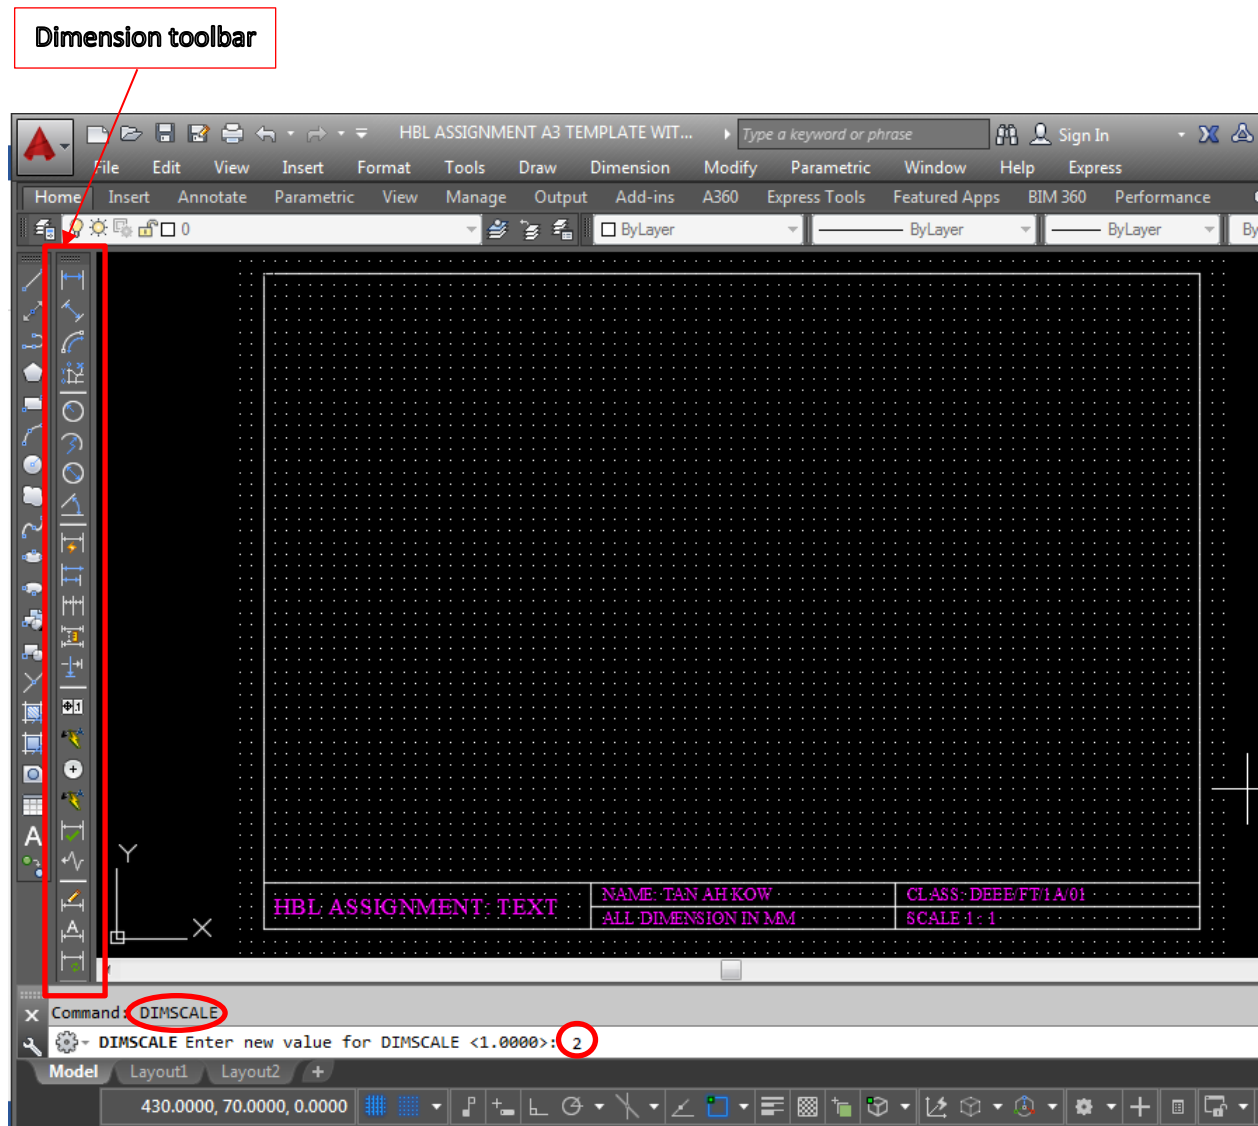 Dimension toolbar
HBL ASSIGNMENT A3 TEMPLATE WIT...
Type a keyword or phrase
Sign In
File Edit View Insert Format Tools Draw Dimension Modify Parametric Window Help Express
Home Insert Annotate Parametric View Manage Output Add-ins A360 Express Tools Featured Apps BIM 360 Performance
0 ByLayer ByLayer ByLayer By
1
A
A
Y
X
HBL ASSIGNMENT: TEXT
NAME: TAN AH KOW
CLASS: DEEE/FT/1A/01
ALL DIMENSION IN MM
SCALE 1 : 1
Command: DIMSCALE
DIMSCALE Enter new value for DIMSCALE <1.0000>: 2
Model Layout1 Layout2 +
430.0000, 70.0000, 0.0000